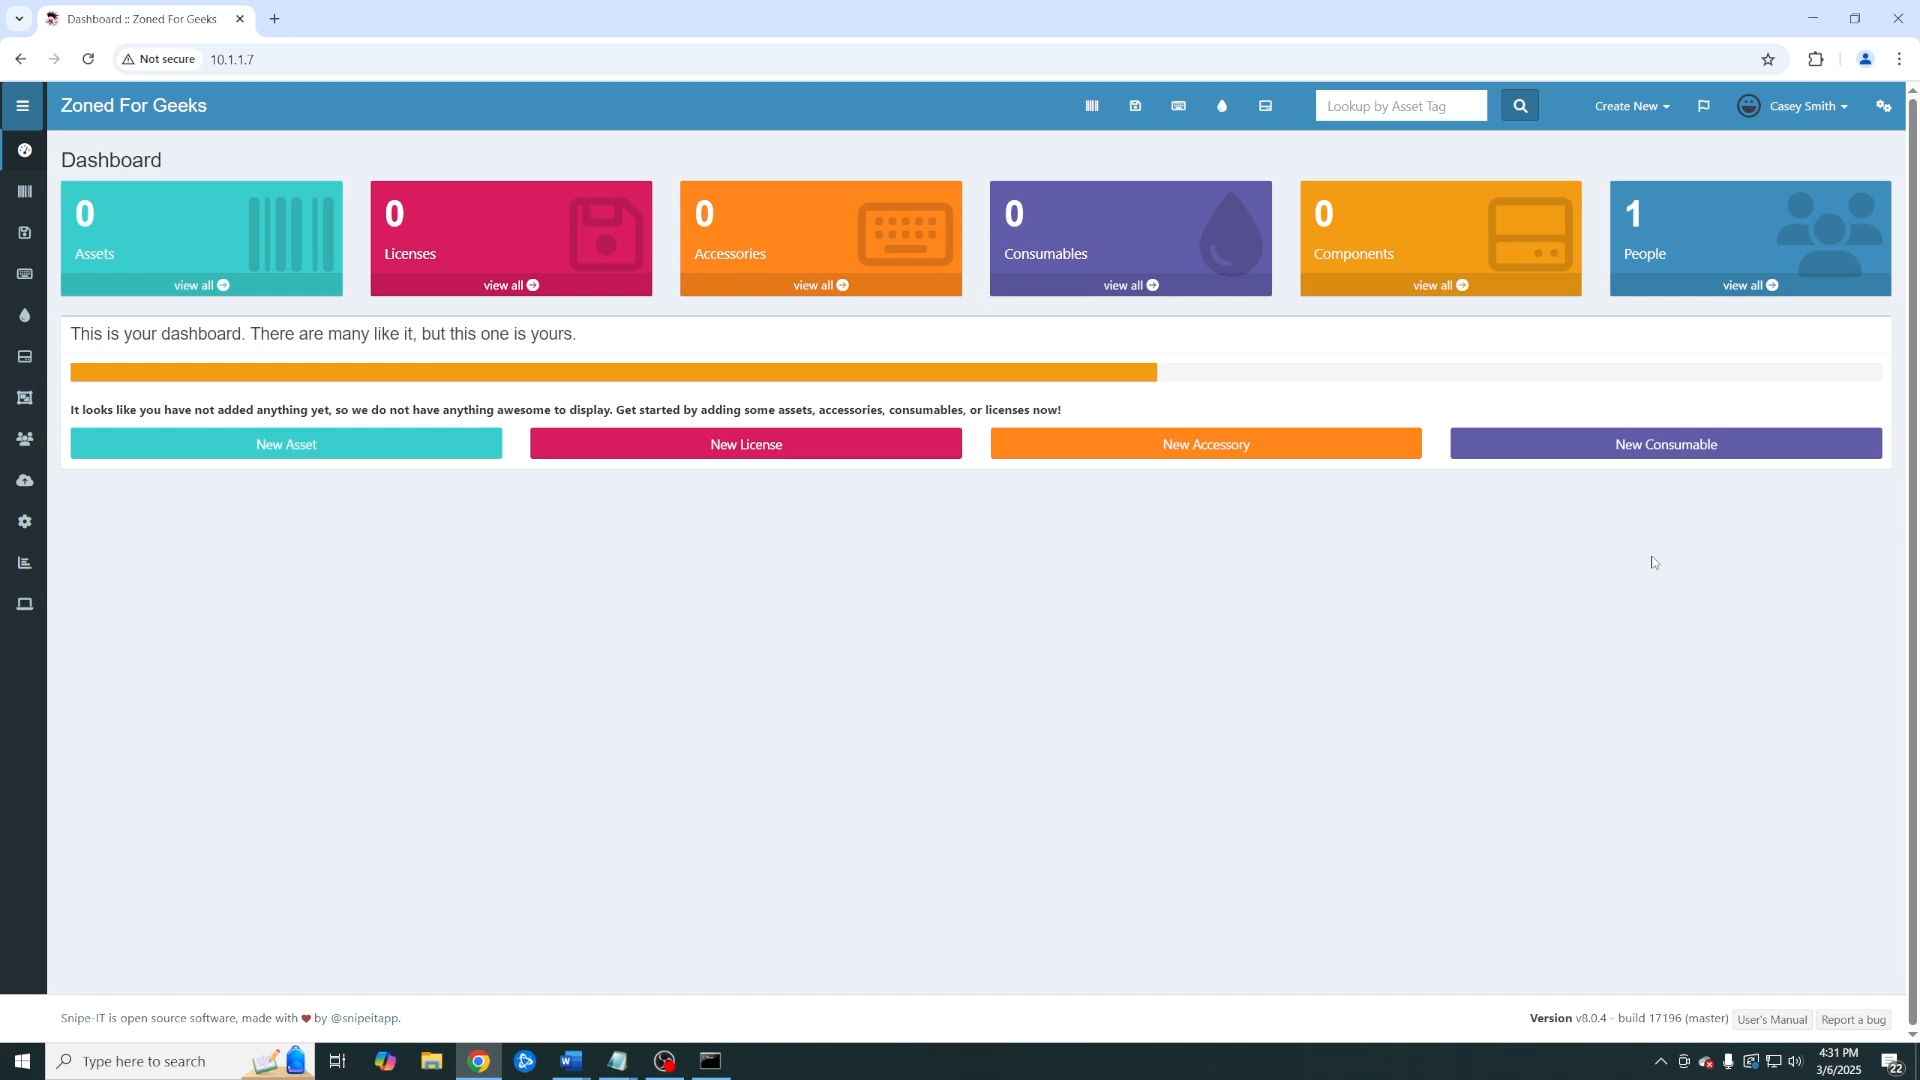 Dashboard :: Zoned For Geeks
Not secure 10.1.1.7
Zoned For Geeks
Lookup by Asset Tag
Create New
Casey Smith
Dashboard
0
Assets
view all
0
Licenses
view all
0
Accessories
view all
0
Consumables
view all
0
Components
view all
1
People
view all
This is your dashboard. There are many like it, but this one is yours.
It looks like you have not added anything yet, so we do not have anything awesome to display. Get started by adding some assets, accessories, consumables, or licenses now!
New Asset
New License
New Accessory
New Consumable
Snipe-IT is open source software, made with ♥ by @snipeitapp.
Version v8.0.4 - build 17196 (master)
User's Manual
Report a bug
Type here to search
4:31 PM
3/6/2025
22